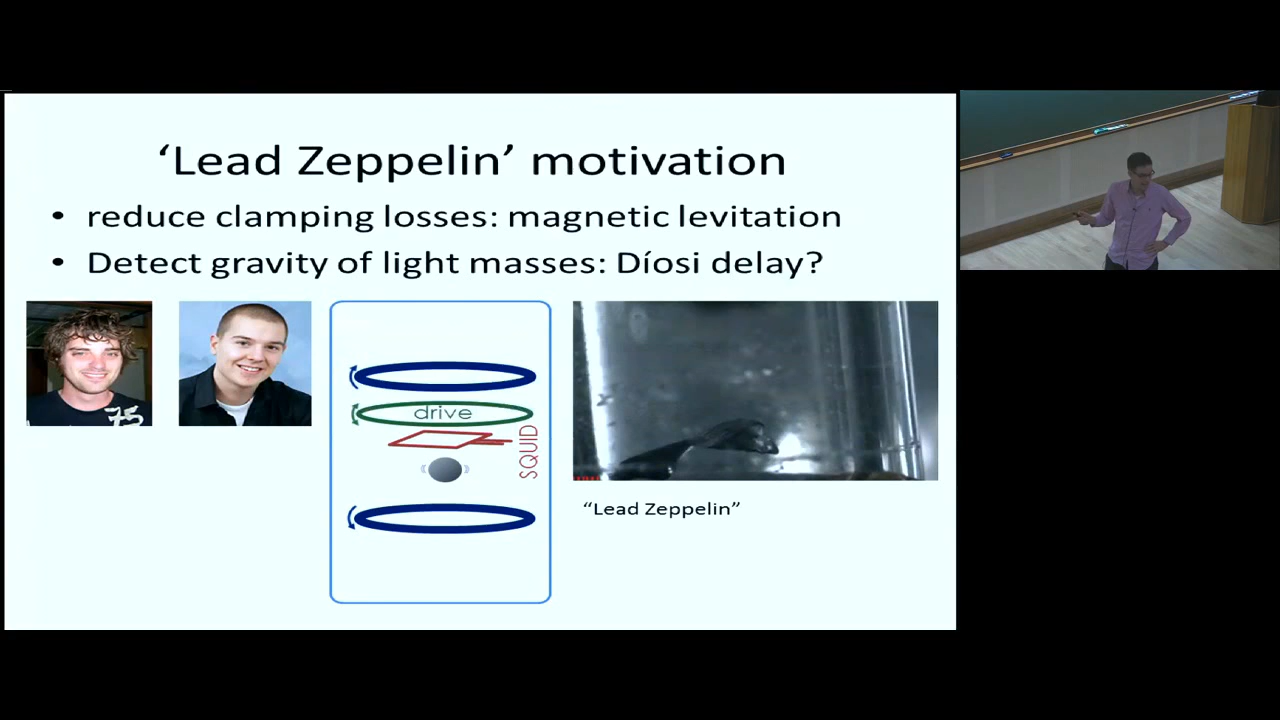 ‘Lead Zeppelin’ motivation
• reduce clamping losses: magnetic levitation
• Detect gravity of light masses: Díosi delay?
75
drive
SQUID
“Lead Zeppelin”